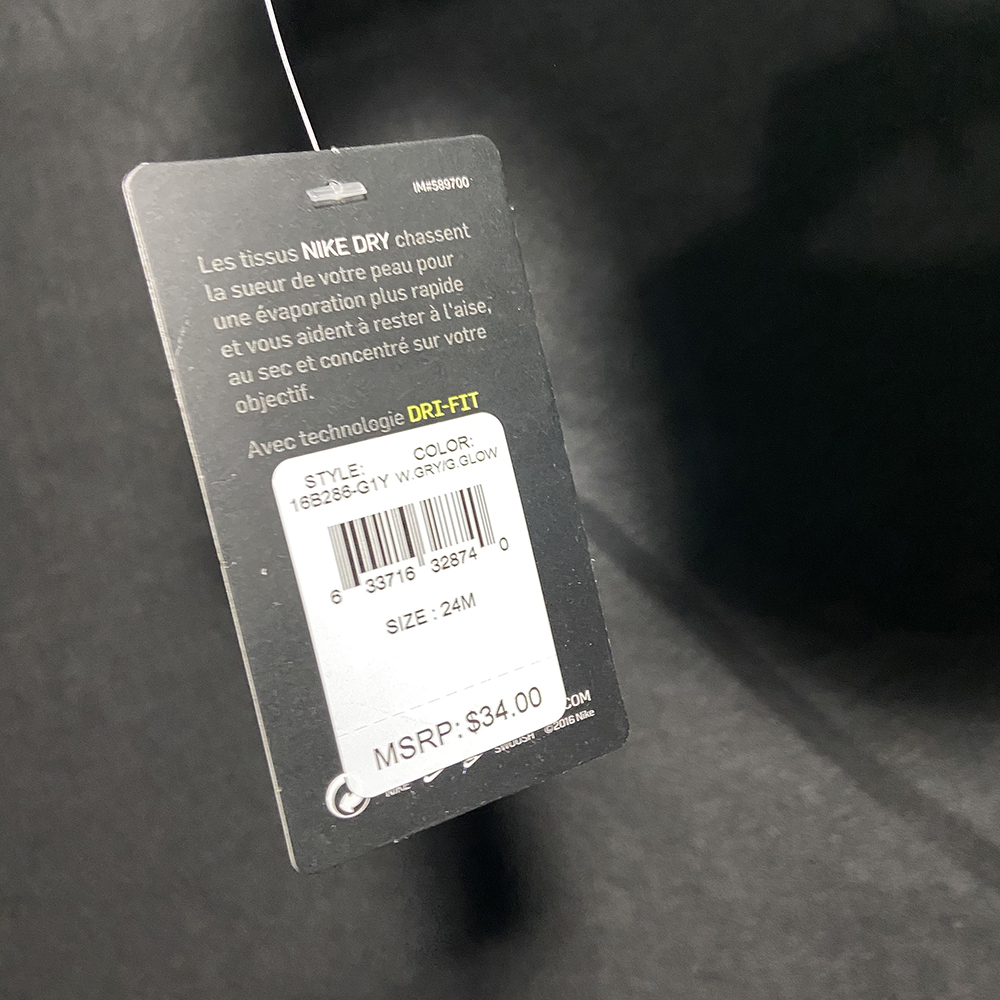 IM#589700
Les tissus NIKE DRY chassent
la sueur de votre peau pour
une évaporation plus rapide
et vous aident à rester à l'aise,
au sec et concentré sur votre
objectif.
Avec technologie DRI-FIT
STYLE: COLOR:
16B286-G1Y W.GRY/G.GLOW
6 33716 32874 0
SIZE : 24M
MSRP: $34.00
.COM
NIKE SWOOSH ©2016 Nike